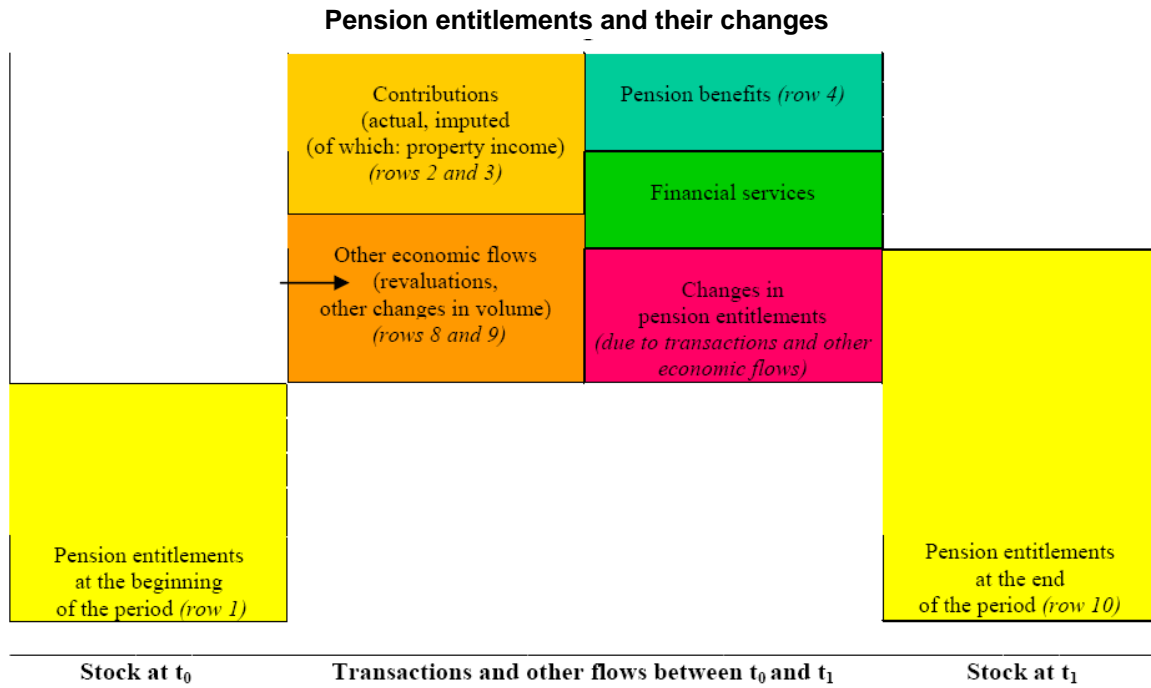 Pension entitlements and their changes
Contributions
(actual, imputed
(of which: property income)
(rows 2 and 3)
Other economic flows
(revaluations,
other changes in volume)
(rows 8 and 9)
Pension benefits (row 4)
Financial services
Changes in
pension entitlements
(due to transactions and other
economic flows)
Pension entitlements
at the beginning
of the period (row 1)
Pension entitlements
at the end
of the period (row 10)
Stock at t₀
Transactions and other flows between t₀ and t₁
Stock at t₁